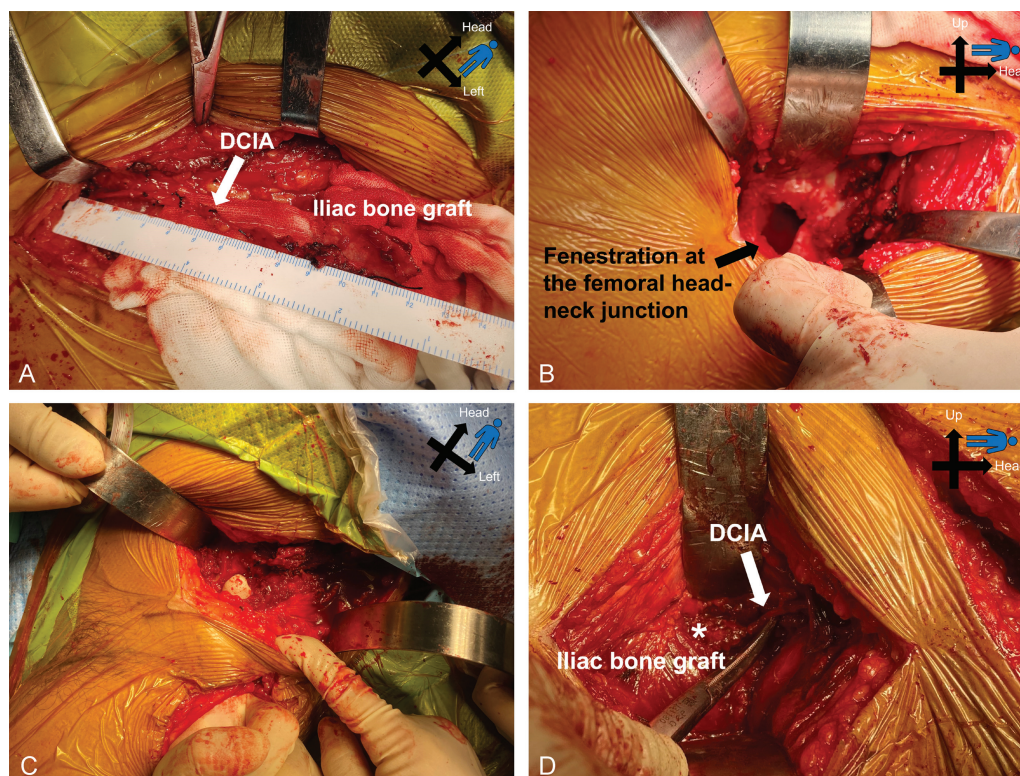 Head
Left
DCIA
Iliac bone graft
A
Up
Hea
Fenestration at
the femoral head-
neck junction
B
Head
Left
C
Up
Hea
DCIA
*
Iliac bone graft
D